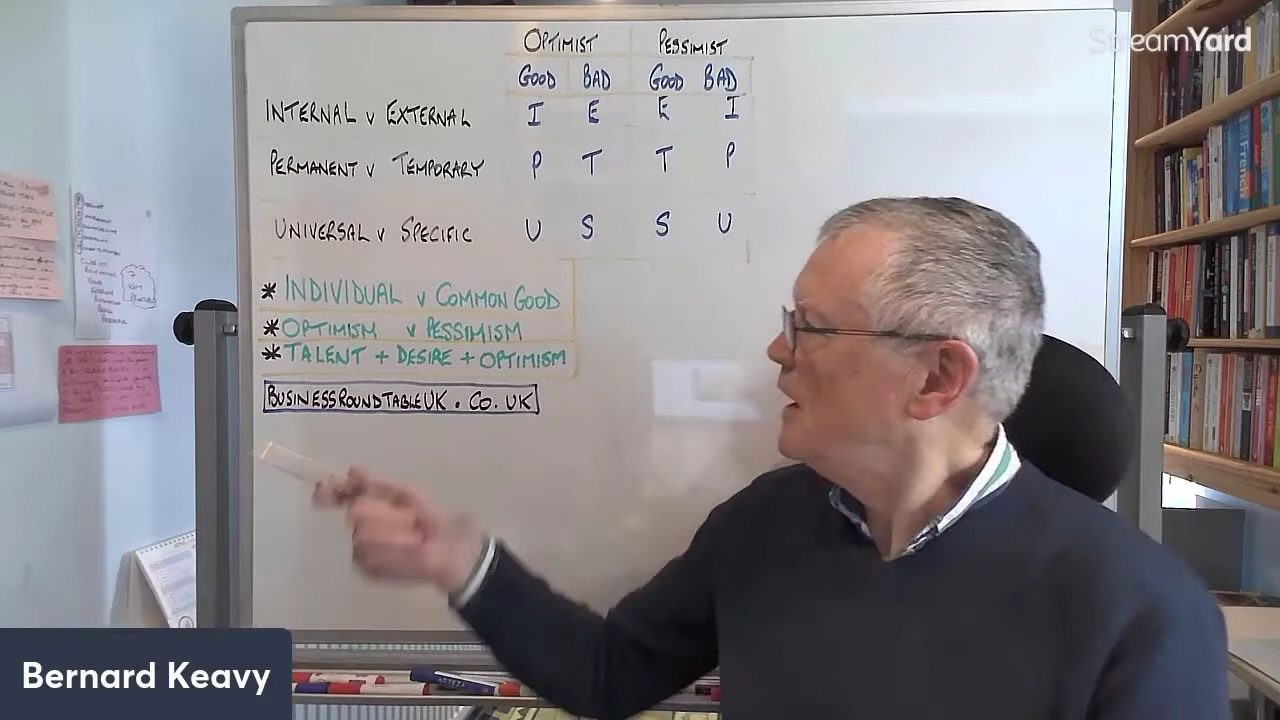 StreamYard
OPTIMIST PESSIMIST
GOOD BAD GOOD BAD
INTERNAL v EXTERNAL I E E I
PERMANENT v TEMPORARY P T T P
UNIVERSAL v SPECIFIC U S S U
* INDIVIDUAL v COMMON GOOD
* OPTIMISM v PESSIMISM
* TALENT + DESIRE + OPTIMISM
BUSINESSROUNDTABLEUK.CO.UK
French
Bernard Keavy